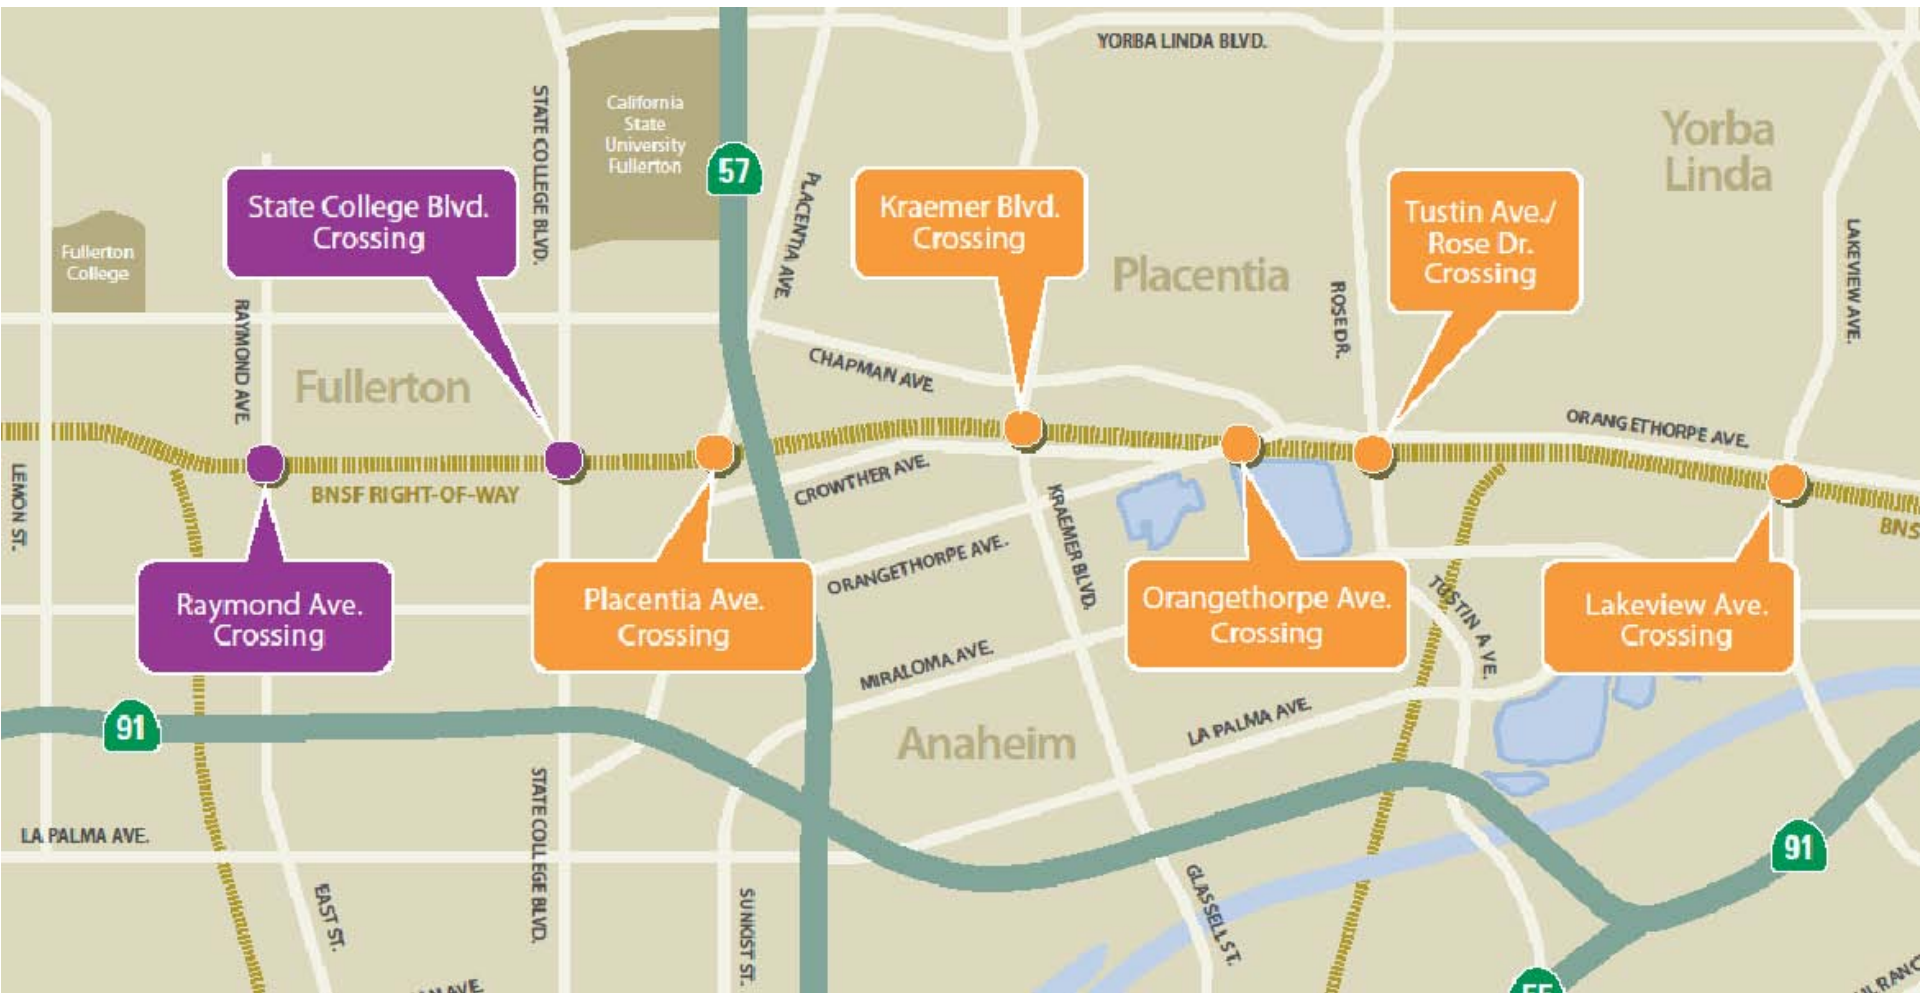 YORBA LINDA BLVD.
STATE COLLEGE BLVD.
California
State
University
Fullerton
57
PLACENTIA AVE.
Yorba
Linda
State College Blvd.
Crossing
Kraemer Blvd.
Crossing
Tustin Ave./
Rose Dr.
Crossing
Fullerton
College
Placentia
LAKEVIEW AVE.
RAYMOND AVE.
ROSE DR.
CHAPMAN AVE.
Fullerton
ORANGETHORPE AVE.
LEMON ST.
BNSF RIGHT-OF-WAY
CROWTHER AVE.
KRAEMER BLVD.
BNS
ORANGETHORPE AVE.
TUSTIN AVE.
Raymond Ave.
Crossing
Placentia Ave.
Crossing
Orangethorpe Ave.
Crossing
Lakeview Ave.
Crossing
MIRALOMA AVE.
91
Anaheim
LA PALMA AVE.
STATE COLLEGE BLVD.
LA PALMA AVE.
91
EAST ST.
SUNKIST ST.
GLASSELL ST.
AVE.
55